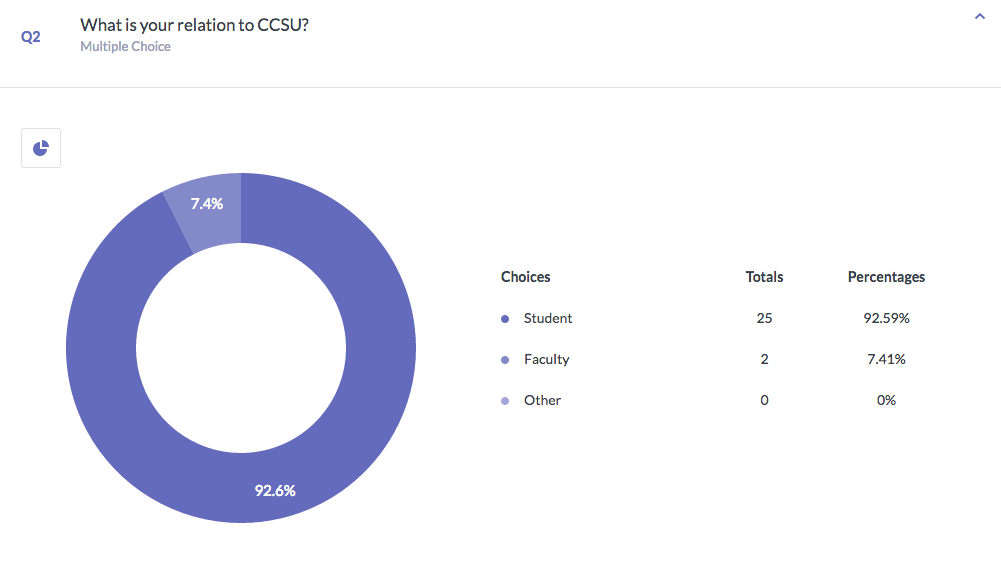 Q2
What is your relation to CCSU?
Multiple Choice
7.4%
92.6%
Choices Totals Percentages
Student 25 92.59%
Faculty 2 7.41%
Other 0 0%